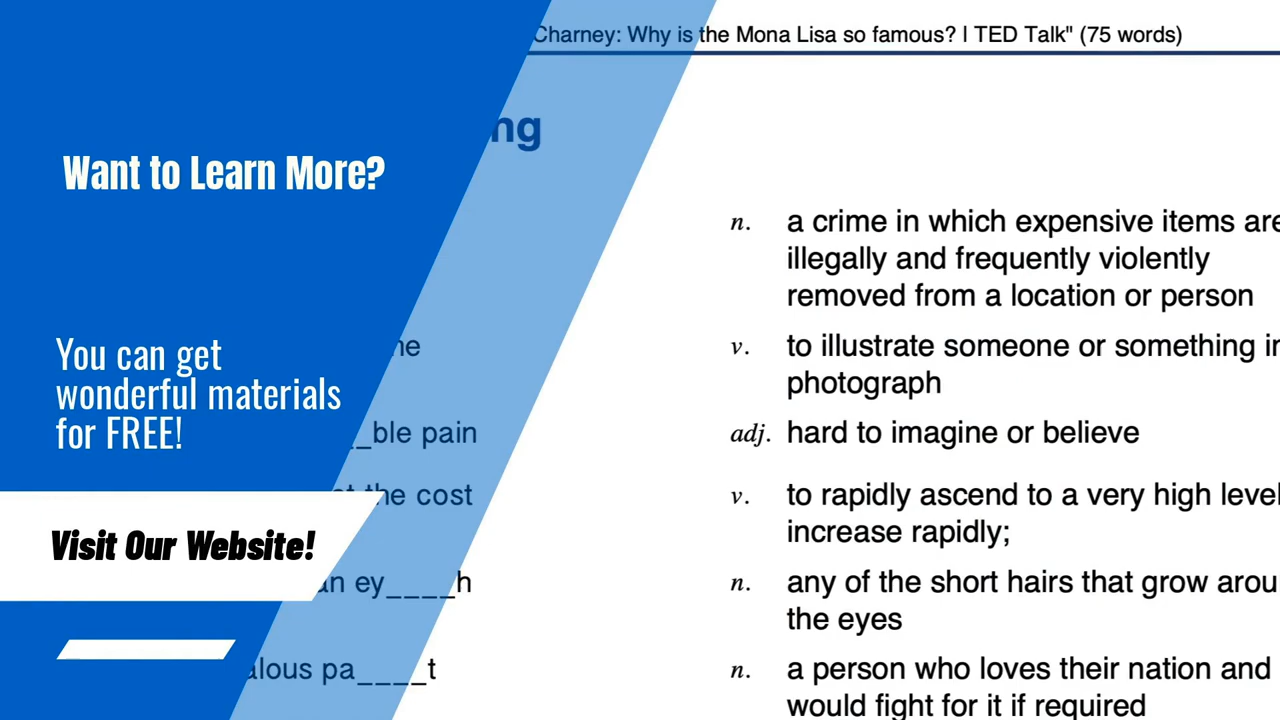 Charney: Why is the Mona Lisa so famous? | TED Talk" (75 words)
ng
Want to Learn More?
You can get
wonderful materials
for FREE!
Visit Our Website!
n. a crime in which expensive items are
illegally and frequently violently
removed from a location or person
ne
v. to illustrate someone or something in
photograph
_ble pain
adj. hard to imagine or believe
the cost
v. to rapidly ascend to a very high level
increase rapidly;
an ey____h
n. any of the short hairs that grow arou
the eyes
alous pa____t
n. a person who loves their nation and
would fight for it if required